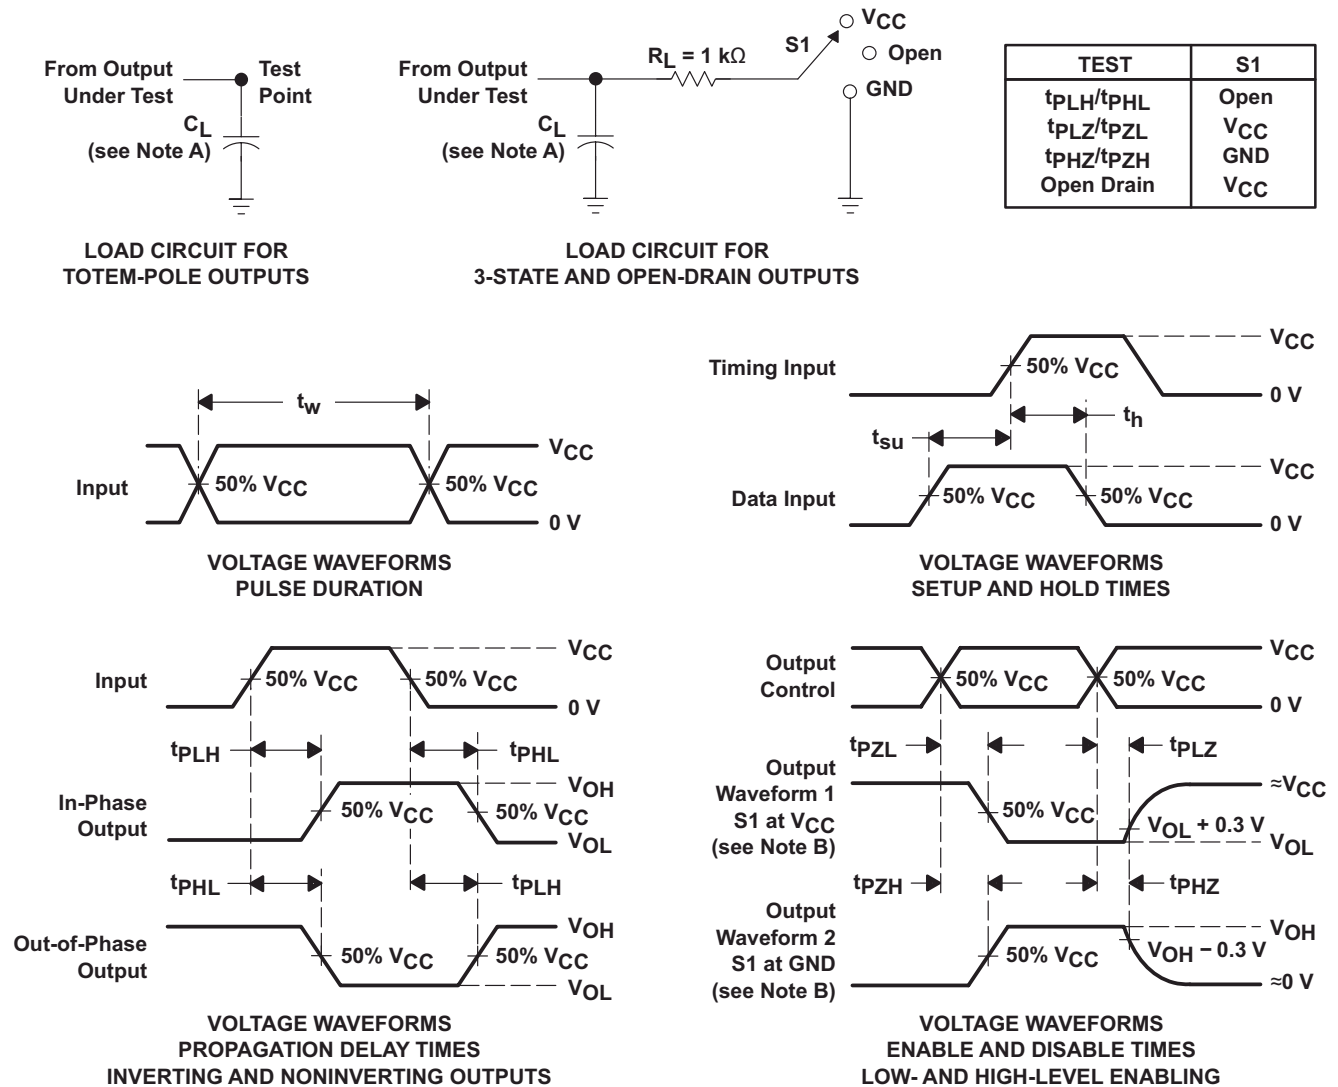 From Output
Under Test
Test
Point
CL
(see Note A)
LOAD CIRCUIT FOR
TOTEM-POLE OUTPUTS
From Output
Under Test
RL = 1 kΩ
S1
VCC
Open
GND
CL
(see Note A)
LOAD CIRCUIT FOR
3-STATE AND OPEN-DRAIN OUTPUTS
TEST S1
tPLH/tPHL Open
tPLZ/tPZL VCC
tPHZ/tPZH GND
Open Drain VCC
tw
Input
50% VCC
50% VCC
VCC
0 V
VOLTAGE WAVEFORMS
PULSE DURATION
Timing Input
50% VCC
VCC
0 V
tsu
th
Data Input
50% VCC
50% VCC
VCC
0 V
VOLTAGE WAVEFORMS
SETUP AND HOLD TIMES
Input
50% VCC
50% VCC
VCC
0 V
tPLH
tPHL
In-Phase
Output
50% VCC
50% VCC
VOH
VOL
tPHL
tPLH
Out-of-Phase
Output
50% VCC
50% VCC
VOH
VOL
VOLTAGE WAVEFORMS
PROPAGATION DELAY TIMES
INVERTING AND NONINVERTING OUTPUTS
Output
Control
50% VCC
50% VCC
VCC
0 V
tPZL
tPLZ
Output
Waveform 1
S1 at VCC
(see Note B)
50% VCC
≈VCC
VOL + 0.3 V
VOL
tPZH
tPHZ
Output
Waveform 2
S1 at GND
(see Note B)
50% VCC
VOH
VOH − 0.3 V
≈0 V
VOLTAGE WAVEFORMS
ENABLE AND DISABLE TIMES
LOW- AND HIGH-LEVEL ENABLING